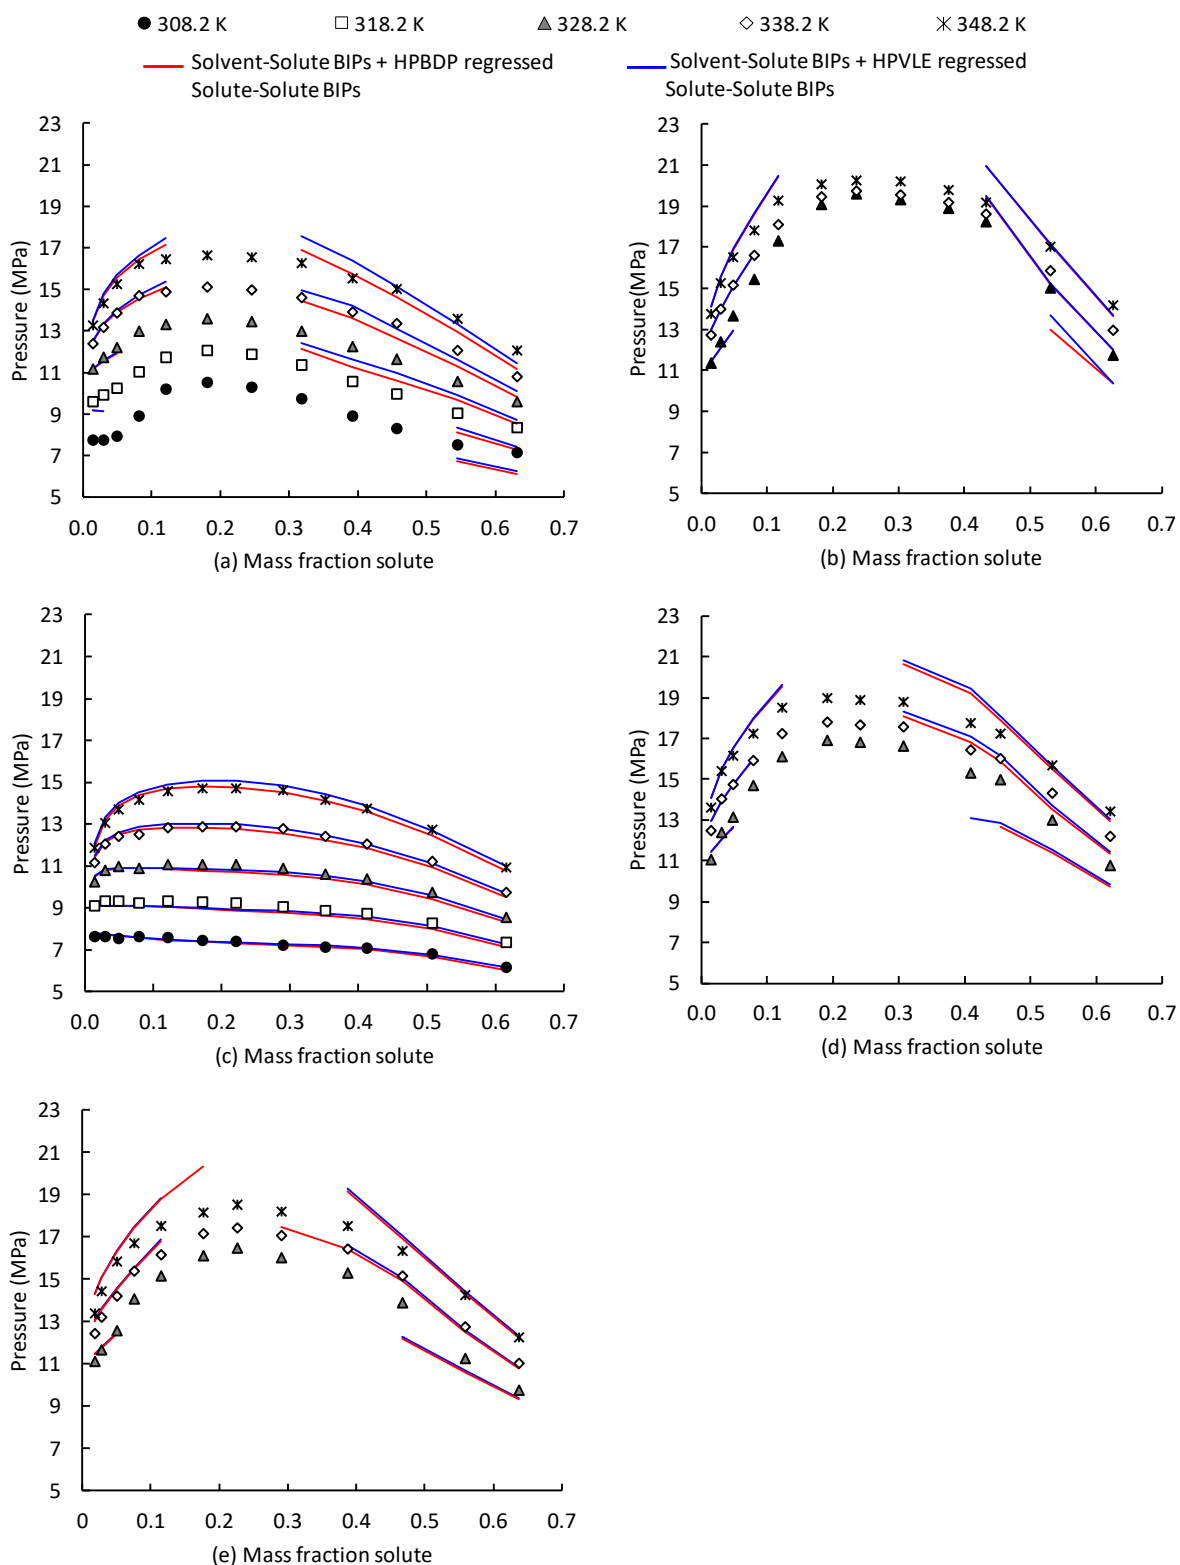 308.2 K 318.2 K 328.2 K 338.2 K 348.2 K
Solvent-Solute BIPs + HPBDP regressed
Solute-Solute BIPs
Solvent-Solute BIPs + HPVLE regressed
Solute-Solute BIPs
Pressure (MPa)
23
21
19
17
15
13
11
9
7
5
0.0 0.1 0.2 0.3 0.4 0.5 0.6 0.7
(a) Mass fraction solute
Pressure(MPa)
23
21
19
17
15
13
11
9
7
5
0.0 0.1 0.2 0.3 0.4 0.5 0.6 0.7
(b) Mass fraction solute
Pressure (MPa)
23
21
19
17
15
13
11
9
7
5
0.0 0.1 0.2 0.3 0.4 0.5 0.6 0.7
(c) Mass fraction solute
Pressure (MPa)
23
21
19
17
15
13
11
9
7
5
0.0 0.1 0.2 0.3 0.4 0.5 0.6 0.7
(d) Mass fraction solute
Pressure (MPa)
23
21
19
17
15
13
11
9
7
5
0 0.1 0.2 0.3 0.4 0.5 0.6 0.7
(e) Mass fraction solute